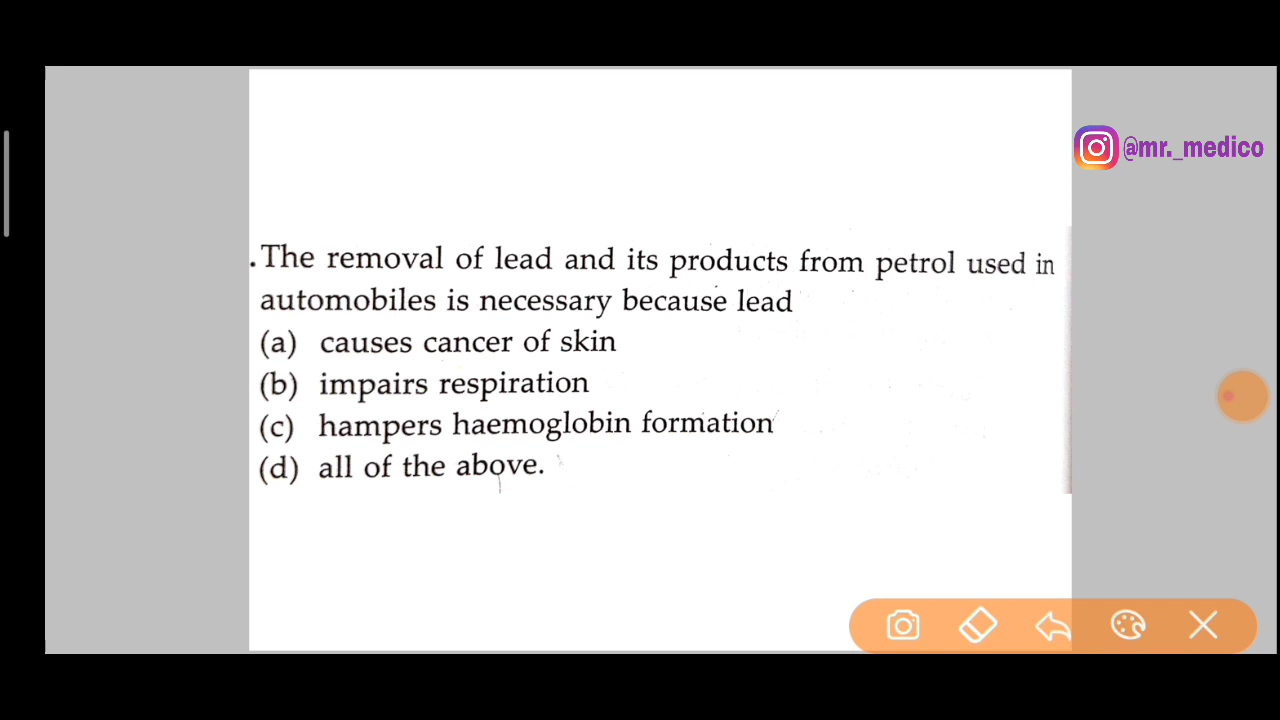 @mr._medico
.The removal of lead and its products from petrol used in
automobiles is necessary because lead
(a) causes cancer of skin
(b) impairs respiration
(c) hampers haemoglobin formation
(d) all of the above.